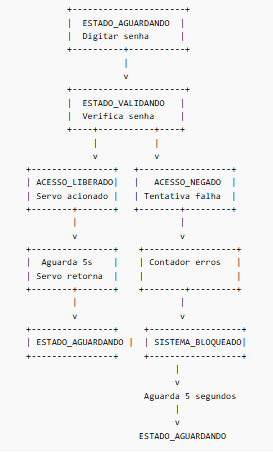 ESTADO_AGUARDANDO
Digitar senha
v
ESTADO_VALIDANDO
Verifica senha
v v
ACESSO_LIBERADO ACESSO_NEGADO
Servo acionado Tentativa falha
v v
Aguarda 5s Contador erros
Servo retorna
v v
ESTADO_AGUARDANDO SISTEMA_BLOQUEADO
v
Aguarda 5 segundos
v
ESTADO_AGUARDANDO